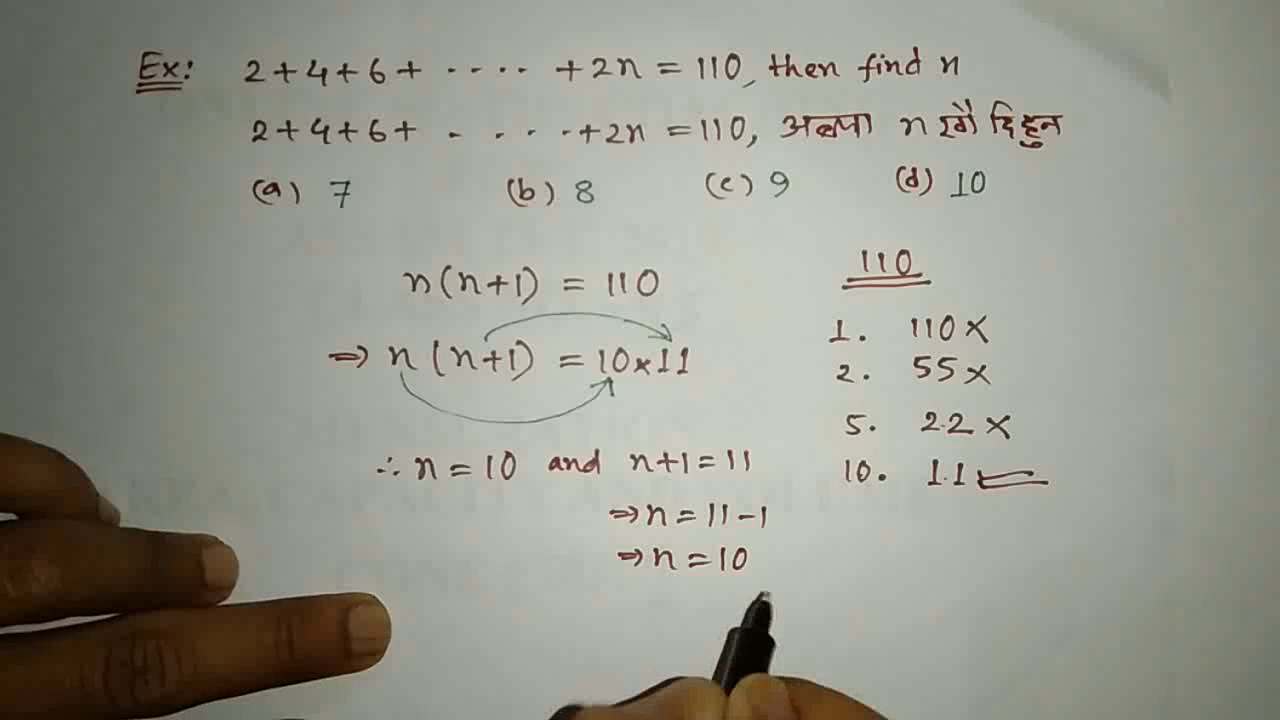 Ex: 2+4+6+ ..... +2n = 110, then find n
2+4+6+ . . . . . +2n = 110, n दिहुन
(a) 7 (b) 8 (c) 9 (d) 10
n(n+1) = 110
⇒ n(n+1) = 10×11
∴ n = 10 and n+1 = 11
⇒ n = 11-1
⇒ n = 10
110
1. 110 ×
2. 55 ×
5. 22 ×
10. 11